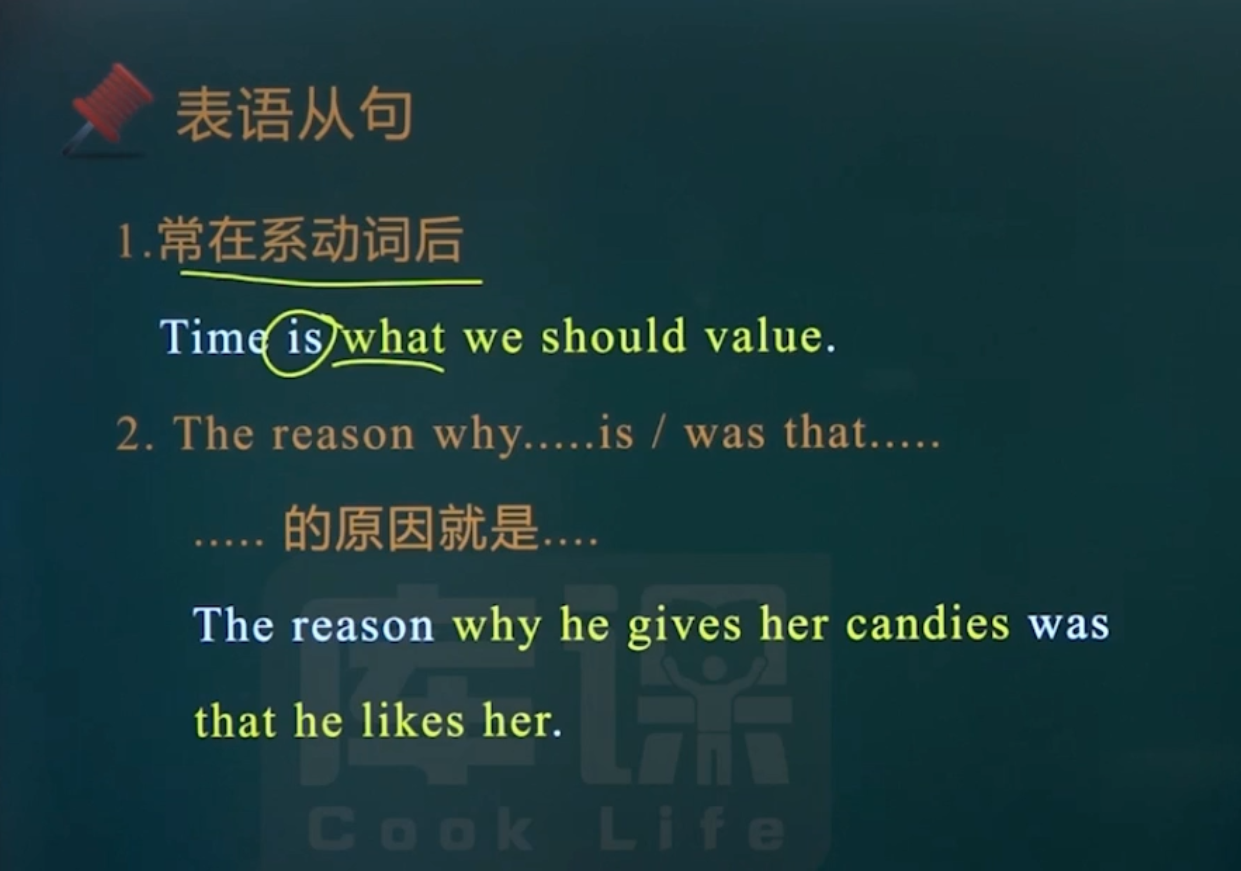 表语从句
1.常在系动词后
Time is what we should value.
2. The reason why.....is / was that.....
..... 的原因就是....
The reason why he gives her candies was
that he likes her.
库课
Cook Life